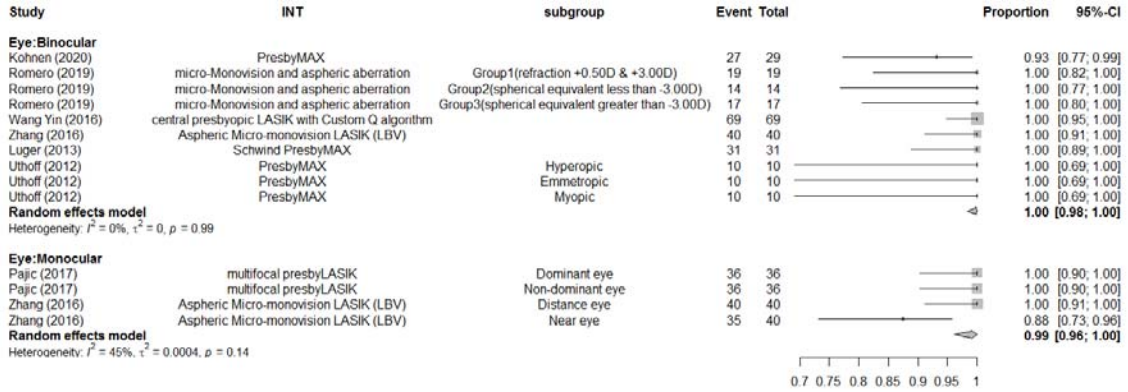 Study INT subgroup Event Total Proportion 95%-CI
Eye:Binocular
Kohnen (2020) PresbyMAX 27 29 0.93 [0.77; 0.99]
Romero (2019) micro-Monovision and aspheric aberration Group1(refraction +0.50D & +3.00D) 19 19 1.00 [0.82; 1.00]
Romero (2019) micro-Monovision and aspheric aberration Group2(spherical equivalent less than -3.00D) 14 14 1.00 [0.77; 1.00]
Romero (2019) micro-Monovision and aspheric aberration Group3(spherical equivalent greater than -3.00D) 17 17 1.00 [0.80; 1.00]
Wang Yin (2016) central presbyopic LASIK with Custom Q algorithm 69 69 1.00 [0.95; 1.00]
Zhang (2016) Aspheric Micro-monovision LASIK (LBV) 40 40 1.00 [0.91; 1.00]
Luger (2013) Schwind PresbyMAX 31 31 1.00 [0.89; 1.00]
Uthoff (2012) PresbyMAX Hyperopic 10 10 1.00 [0.69; 1.00]
Uthoff (2012) PresbyMAX Emmetropic 10 10 1.00 [0.69; 1.00]
Uthoff (2012) PresbyMAX Myopic 10 10 1.00 [0.69; 1.00]
Random effects model 1.00 [0.98; 1.00]
Heterogeneity: I² = 0%, τ² = 0, p = 0.99
Eye:Monocular
Pajic (2017) multifocal presbyLASIK Dominant eye 36 36 1.00 [0.90; 1.00]
Pajic (2017) multifocal presbyLASIK Non-dominant eye 36 36 1.00 [0.90; 1.00]
Zhang (2016) Aspheric Micro-monovision LASIK (LBV) Distance eye 40 40 1.00 [0.91; 1.00]
Zhang (2016) Aspheric Micro-monovision LASIK (LBV) Near eye 35 40 0.88 [0.73; 0.96]
Random effects model 0.99 [0.96; 1.00]
Heterogeneity: I² = 45%, τ² = 0.0004, p = 0.14
0.7 0.75 0.8 0.85 0.9 0.95 1